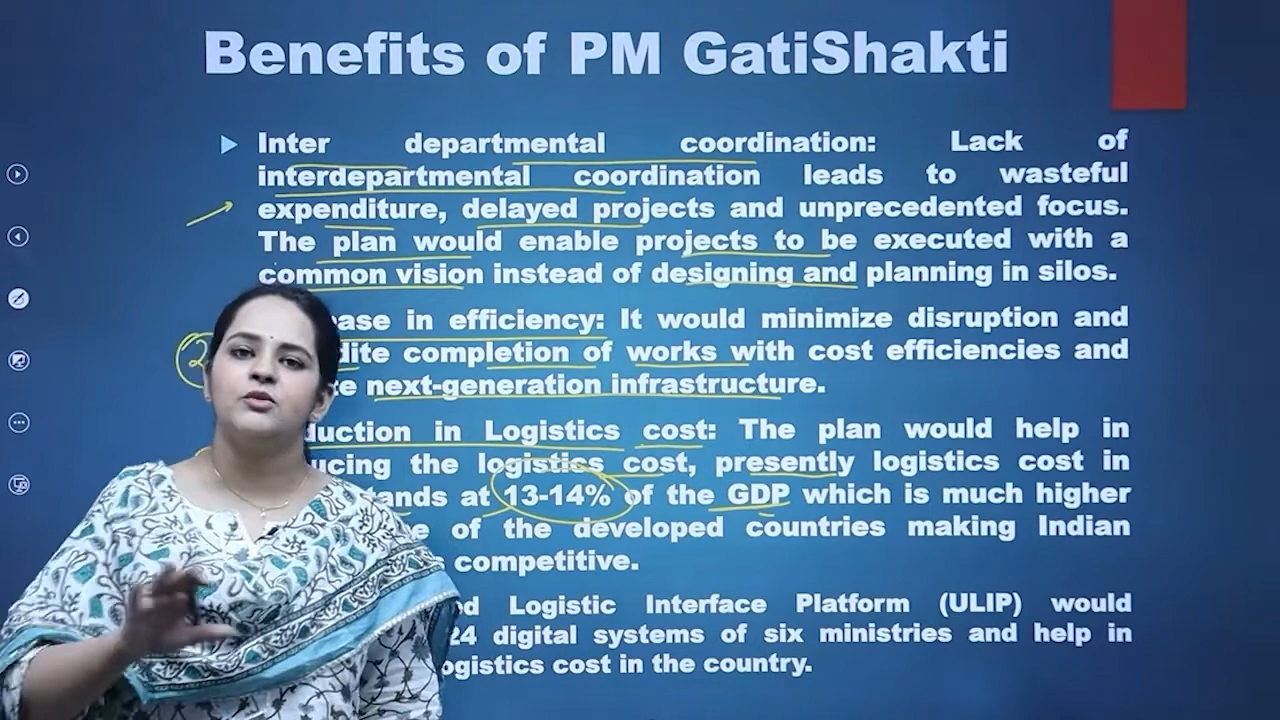 Benefits of PM GatiShakti
Inter departmental coordination: Lack of
interdepartmental coordination leads to wasteful
expenditure, delayed projects and unprecedented focus.
The plan would enable projects to be executed with a
common vision instead of designing and planning in silos.
ease in efficiency: It would minimize disruption and
dite completion of works with cost efficiencies and
te next-generation infrastructure.
duction in Logistics cost: The plan would help in
ucing the logistics cost, presently logistics cost in
tands at 13-14% of the GDP which is much higher
e of the developed countries making Indian
s competitive.
ed Logistic Interface Platform (ULIP) would
24 digital systems of six ministries and help in
ogistics cost in the country.
2